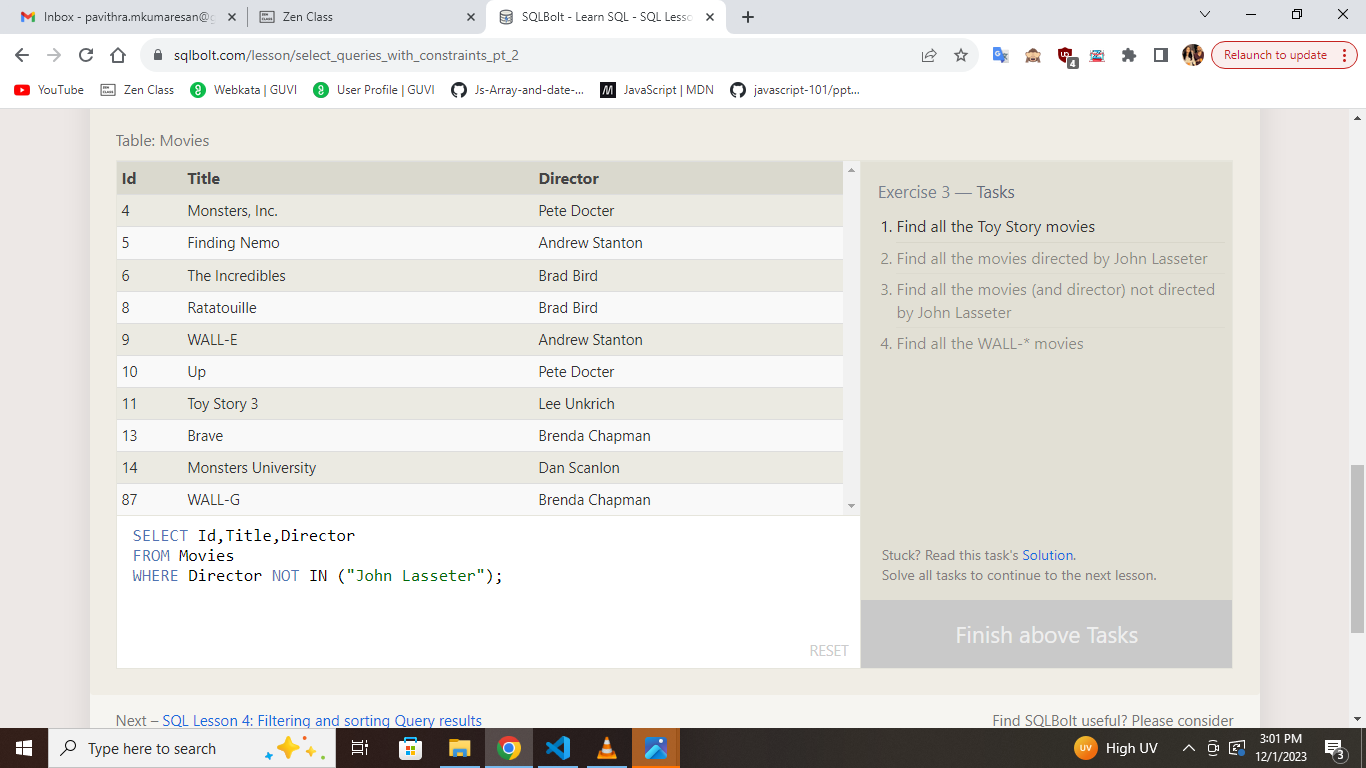 Inbox - pavithra.mkumaresan@g
Zen Class
SQLBolt - Learn SQL - SQL Lesso
sqlbolt.com/lesson/select_queries_with_constraints_pt_2
4
Relaunch to update
YouTube
Zen Class
Webkata | GUVI
User Profile | GUVI
Js-Array-and-date-...
JavaScript | MDN
javascript-101/ppt...
Table: Movies
Id Title Director
4 Monsters, Inc. Pete Docter
5 Finding Nemo Andrew Stanton
6 The Incredibles Brad Bird
8 Ratatouille Brad Bird
9 WALL-E Andrew Stanton
10 Up Pete Docter
11 Toy Story 3 Lee Unkrich
13 Brave Brenda Chapman
14 Monsters University Dan Scanlon
87 WALL-G Brenda Chapman
SELECT Id,Title,Director
FROM Movies
WHERE Director NOT IN ("John Lasseter");
RESET
Exercise 3 — Tasks
1. Find all the Toy Story movies
2. Find all the movies directed by John Lasseter
3. Find all the movies (and director) not directed
by John Lasseter
4. Find all the WALL-* movies
Stuck? Read this task's Solution.
Solve all tasks to continue to the next lesson.
Finish above Tasks
Next – SQL Lesson 4: Filtering and sorting Query results
Find SQLBolt useful? Please consider
Type here to search
UV
High UV
3:01 PM
12/1/2023
3